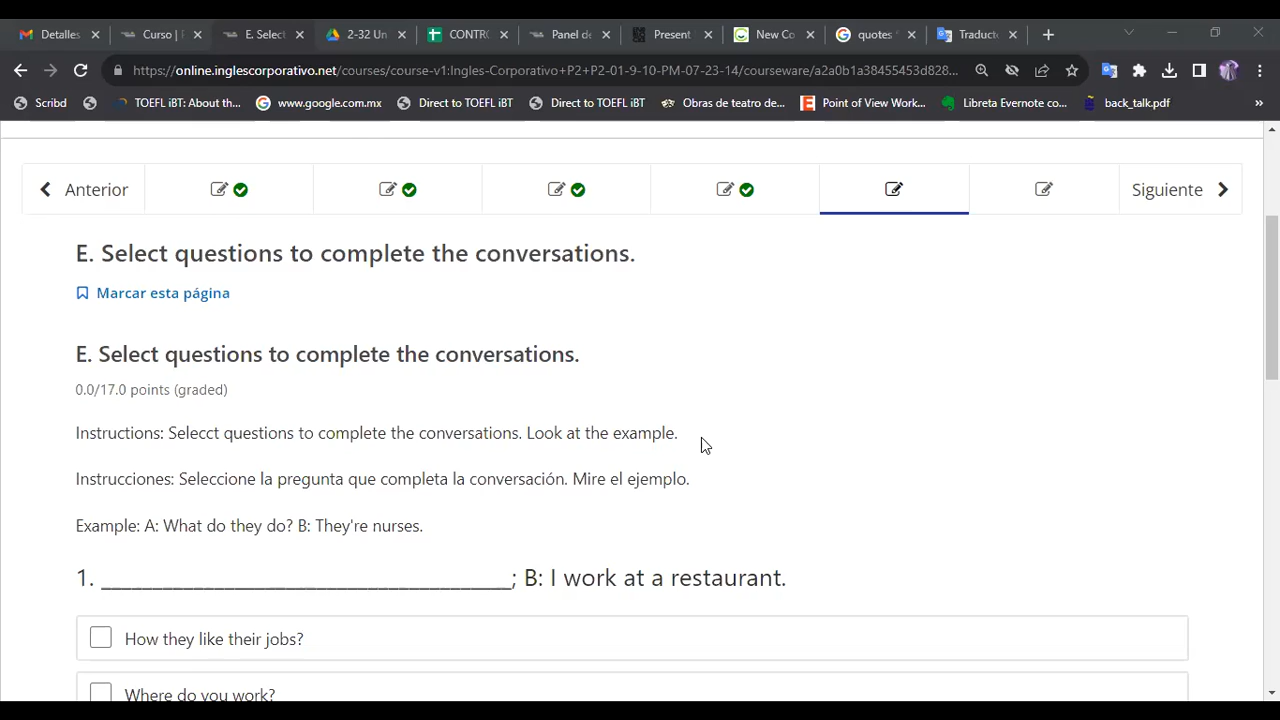 Detalles
Curso | F
E. Select
2-32 Un
CONTRO
Panel de
Present
New Co
quotes
Traducto
https://online.inglescorporativo.net/courses/course-v1:Ingles-Corporativo+P2+P2-01-9-10-PM-07-23-14/courseware/a2a0b1a38455453d828...
Scribd
TOEFL iBT: About th...
www.google.com.mx
Direct to TOEFL iBT
Direct to TOEFL iBT
Obras de teatro de...
Point of View Work...
Libreta Evernote co...
back_talk.pdf
»
Anterior
Siguiente
E. Select questions to complete the conversations.
Marcar esta página
E. Select questions to complete the conversations.
0.0/17.0 points (graded)
Instructions: Selecct questions to complete the conversations. Look at the example.
Instrucciones: Seleccione la pregunta que completa la conversación. Mire el ejemplo.
Example: A: What do they do? B: They're nurses.
1. ___________________________________; B: I work at a restaurant.
How they like their jobs?
Where do you work?